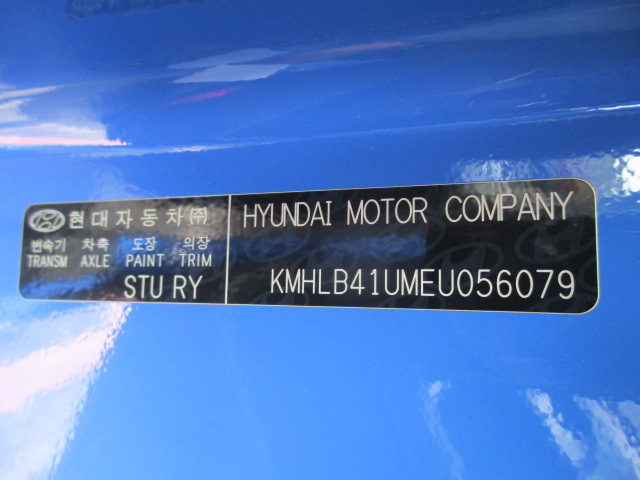 현대자동차㈜
변속기 차축 도장 의장
TRANSM AXLE PAINT TRIM
STU RY
HYUNDAI MOTOR COMPANY
KMHLB41UMEU056079